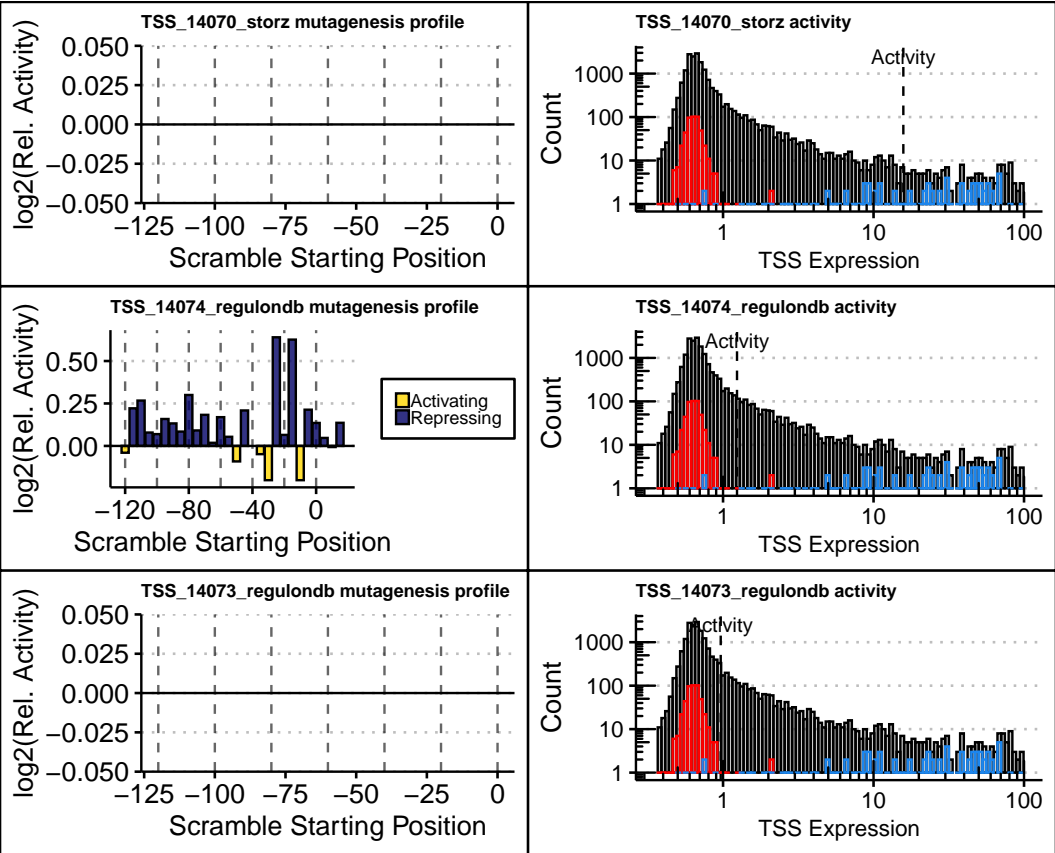 TSS_14070_storz mutagenesis profile
log2(Rel. Activity)
0.050
0.025
0.000
−0.025
−0.050
−125 −100 −75 −50 −25 0
Scramble Starting Position
TSS_14070_storz activity
Activity
Count
1000
100
10
1
1 10 100
TSS Expression
TSS_14074_regulondb mutagenesis profile
log2(Rel. Activity)
0.50
0.25
0.00
−120 −80 −40 0
Scramble Starting Position
Activating
Repressing
TSS_14074_regulondb activity
Activity
Count
1000
100
10
1
1 10 100
TSS Expression
TSS_14073_regulondb mutagenesis profile
log2(Rel. Activity)
0.050
0.025
0.000
−0.025
−0.050
−125 −100 −75 −50 −25 0
Scramble Starting Position
TSS_14073_regulondb activity
Activity
Count
1000
100
10
1
1 10 100
TSS Expression